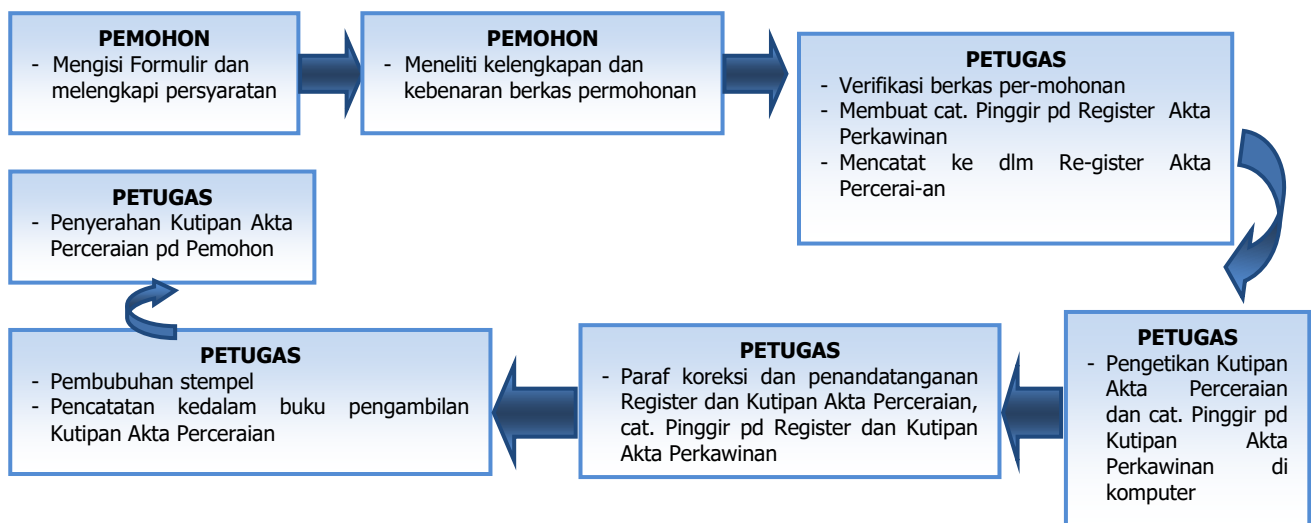 PEMOHON
- Mengisi Formulir dan
melengkapi persyaratan
PEMOHON
- Meneliti kelengkapan dan
kebenaran berkas permohonan
PETUGAS
- Verifikasi berkas per-mohonan
- Membuat cat. Pinggir pd Register Akta
Perkawinan
- Mencatat ke dlm Re-gister Akta
Percerai-an
PETUGAS
- Pengetikan Kutipan
Akta Perceraian
dan cat. Pinggir pd
Kutipan Akta
Perkawinan di
komputer
PETUGAS
- Paraf koreksi dan penandatanganan
Register dan Kutipan Akta Perceraian,
cat. Pinggir pd Register dan Kutipan
Akta Perkawinan
PETUGAS
- Pembubuhan stempel
- Pencatatan kedalam buku pengambilan
Kutipan Akta Perceraian
PETUGAS
- Penyerahan Kutipan Akta
Perceraian pd Pemohon